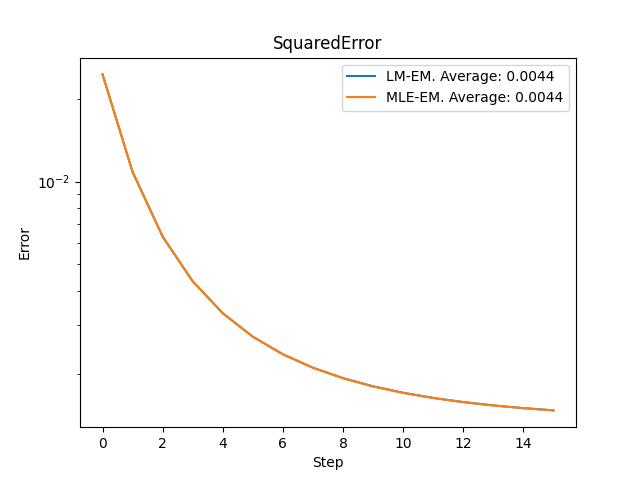 SquaredError
LM-EM. Average: 0.0044
MLE-EM. Average: 0.0044
10⁻²
Error
0 2 4 6 8 10 12 14
Step